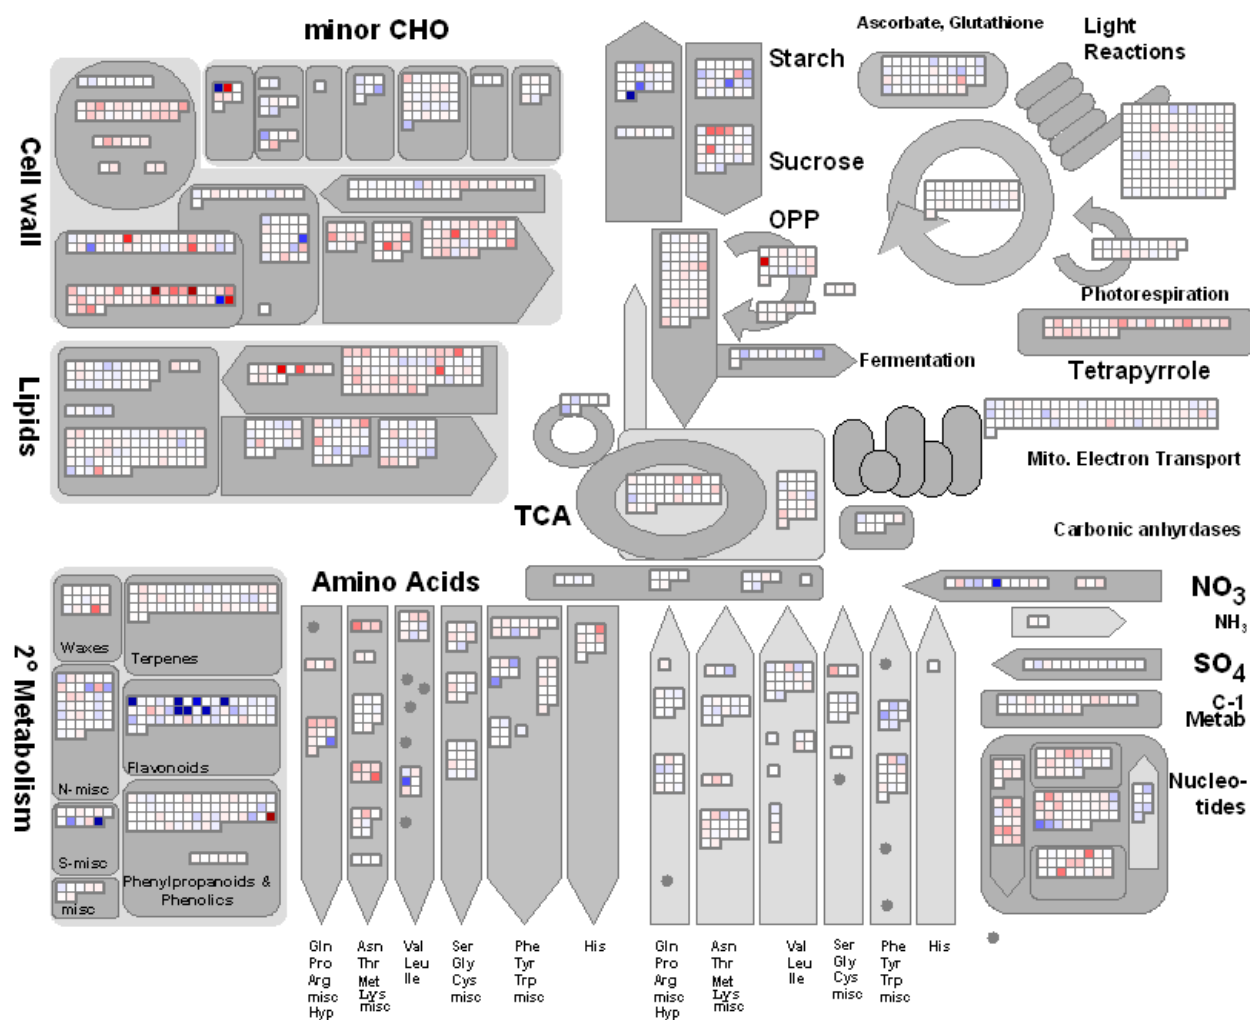 minor CHO
Ascorbate, Glutathione
Light
Reactions
Starch
Sucrose
Cell wall
OPP
Photorespiration
Fermentation
Tetrapyrrole
Lipids
Mito. Electron Transport
TCA
Carbonic anhyrdases
Amino Acids
NO3
NH3
SO4
C-1
Metab
Nucleo-
tides
2° Metabolism
Waxes
Terpenes
N-misc
Flavonoids
S-misc
misc
Phenylpropanoids &
Phenolics
Gln Asn Val Ser Phe His Gln Asn Val Ser Phe His
Pro Thr Leu Gly Tyr Pro Thr Leu Gly Tyr
Arg Met Ile Cys Trp Arg Met Ile Cys Trp
misc Lys misc misc misc Lys misc misc
Hyp misc Hyp misc